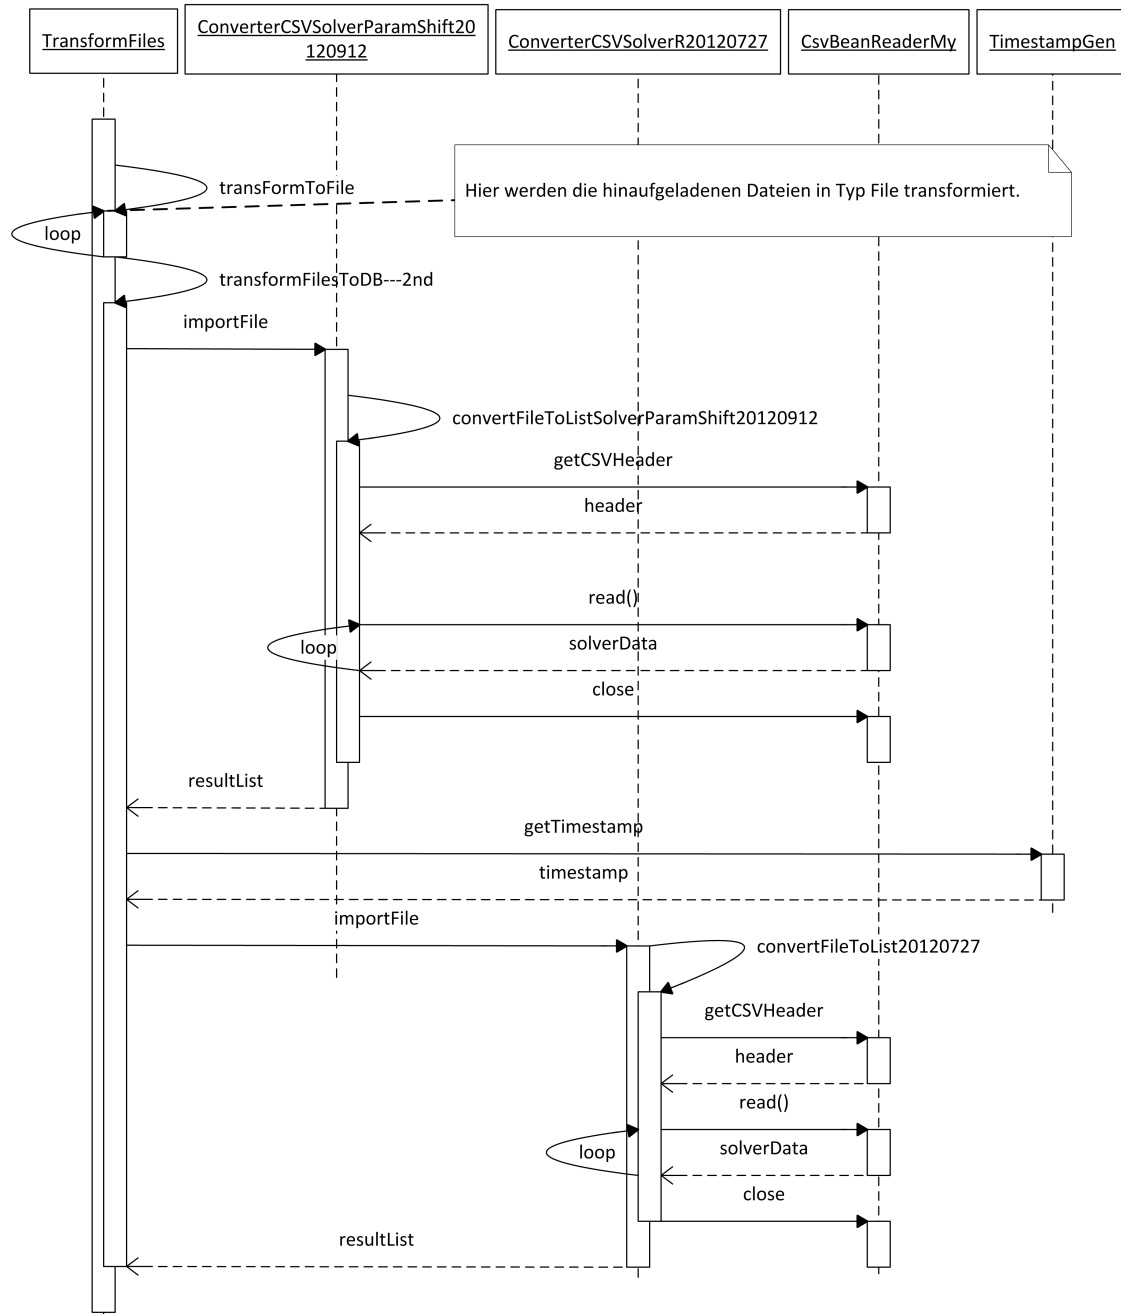 TransformFiles
ConverterCSVSolverParamShift20
120912
ConverterCSVSolverR20120727
CsvBeanReaderMy
TimestampGen
transFormToFile
Hier werden die hinaufgeladenen Dateien in Typ File transformiert.
loop
transformFilesToDB---2nd
importFile
convertFileToListSolverParamShift20120912
getCSVHeader
header
read()
loop
solverData
close
resultList
getTimestamp
timestamp
importFile
convertFileToList20120727
getCSVHeader
header
read()
loop
solverData
close
resultList